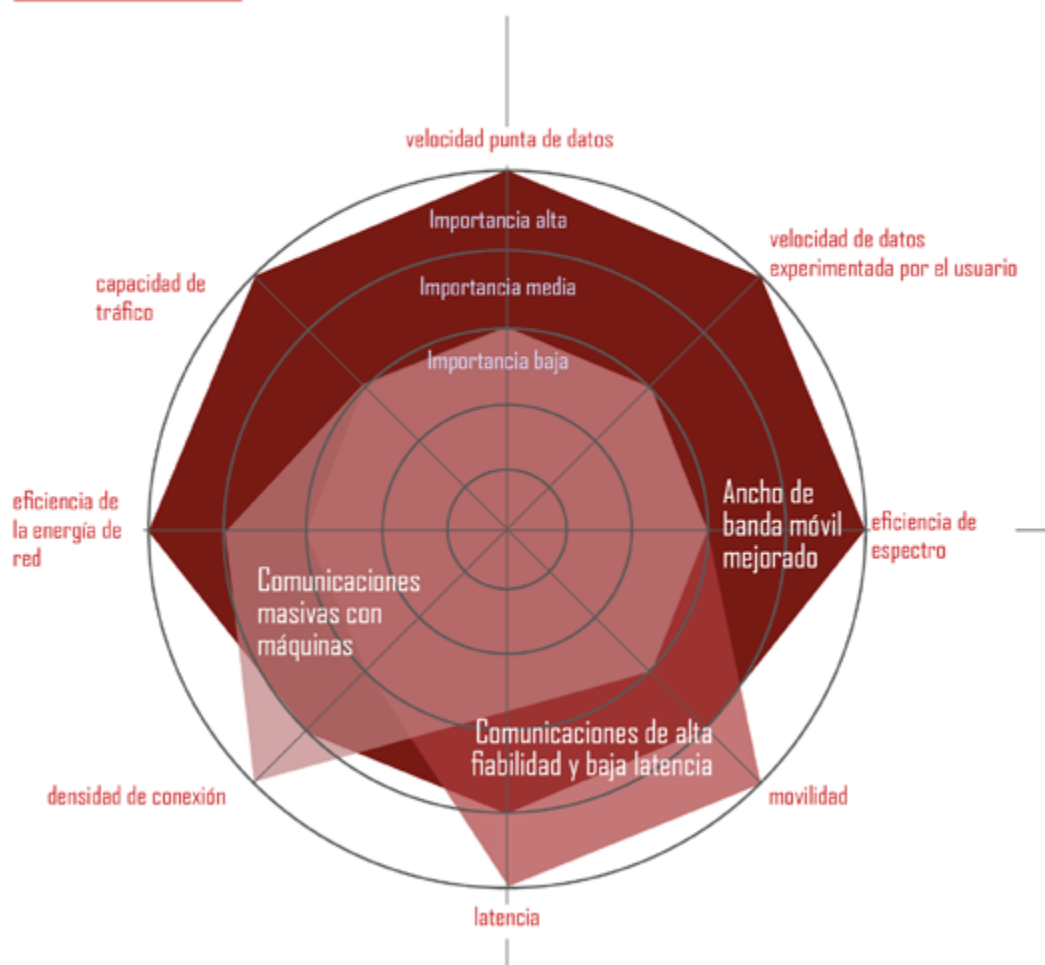 velocidad punta de datos
Importancia alta
velocidad de datos
experimentada por el usuario
capacidad de
tráfico
Importancia media
Importancia baja
eficiencia de
la energía de
red
Ancho de
banda móvil
mejorado
eficiencia de
espectro
Comunicaciones
masivas con
máquinas
Comunicaciones de alta
fiabilidad y baja latencia
densidad de conexión
movilidad
latencia